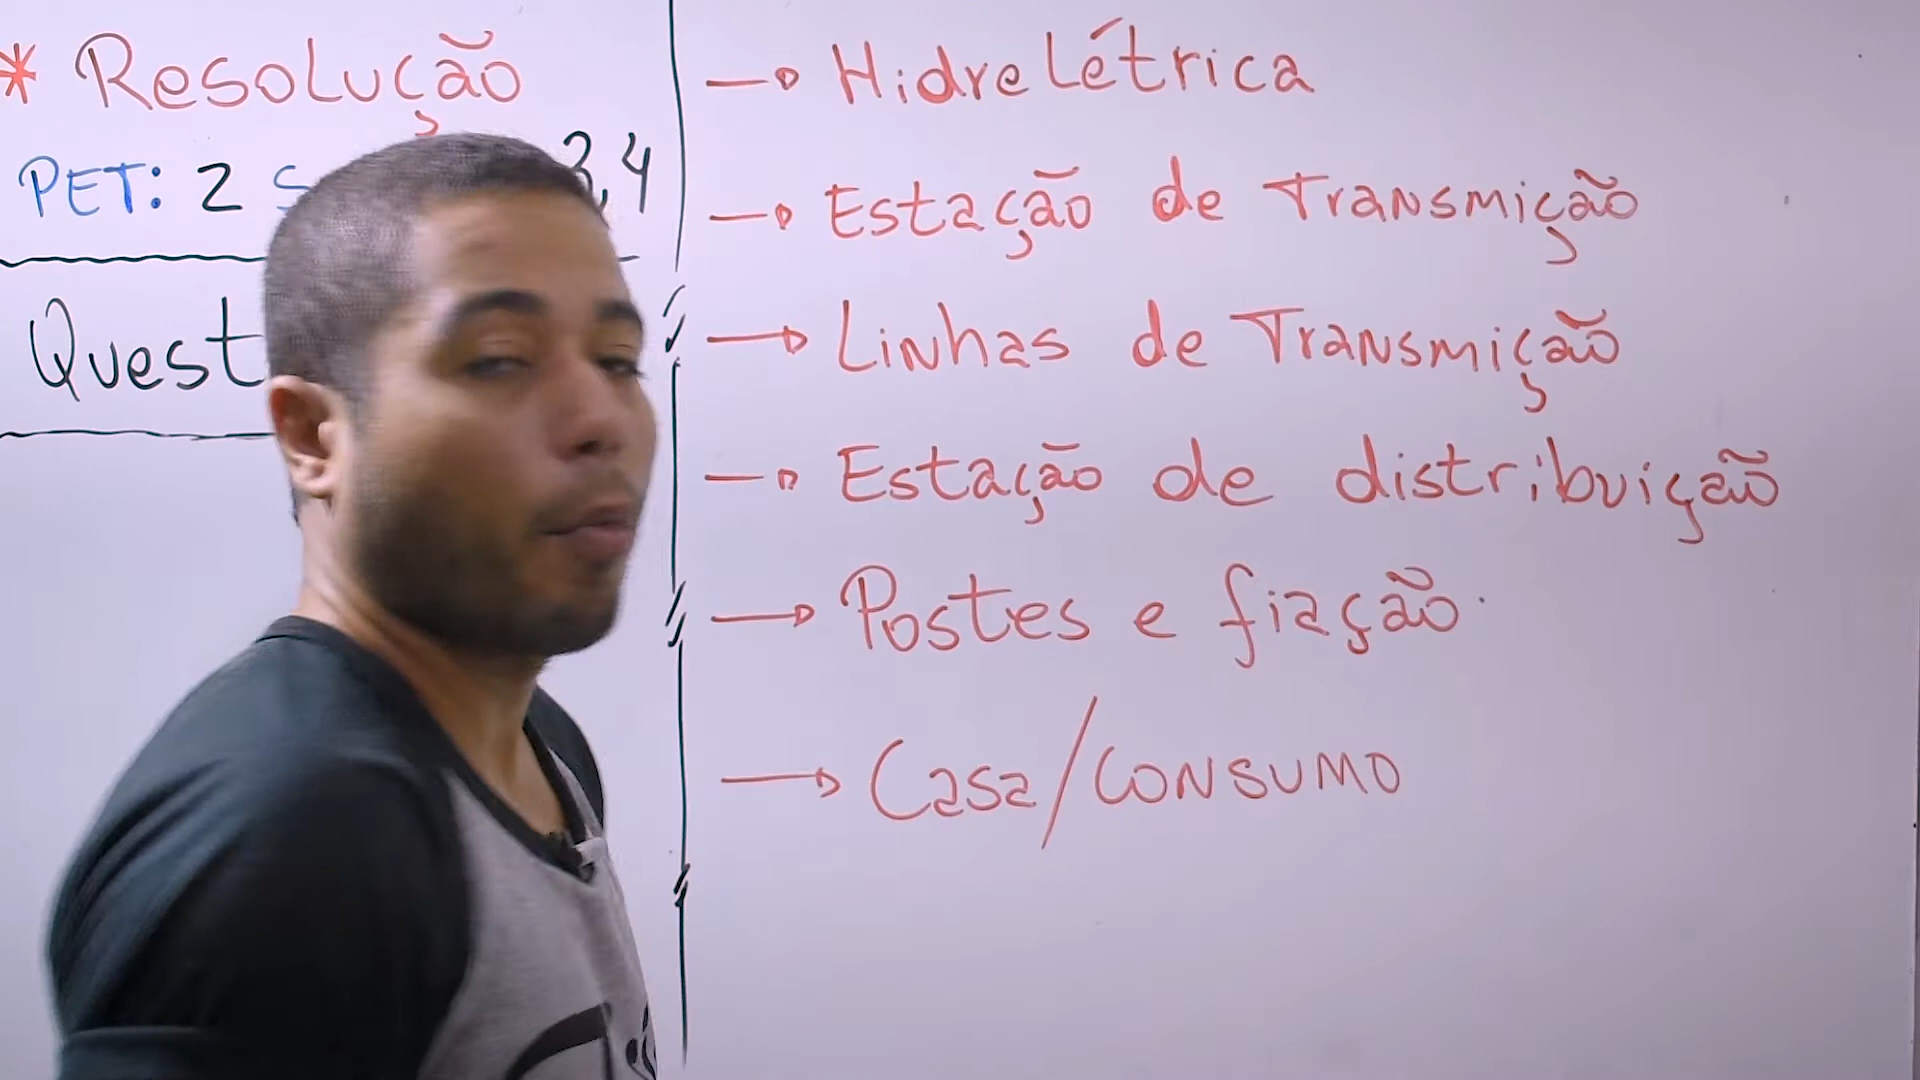 * Resolução
PET: 2 3,4
→ Hidrelétrica
→ Estação de Transmição
→ Linhas de Transmição
→ Estação de distribuição
→ Postes e fiação.
→ Casa/Consumo